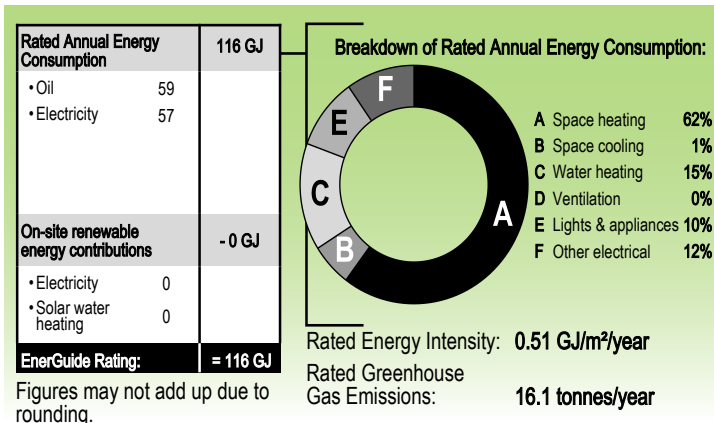 Rated Annual Energy
Consumption
116 GJ
• Oil 59
• Electricity 57
On-site renewable
energy contributions
- 0 GJ
• Electricity 0
• Solar water
heating 0
EnerGuide Rating: = 116 GJ
Figures may not add up due to
rounding.
Breakdown of Rated Annual Energy Consumption:
F
E
C
B
A
A Space heating 62%
B Space cooling 1%
C Water heating 15%
D Ventilation 0%
E Lights & appliances 10%
F Other electrical 12%
Rated Energy Intensity: 0.51 GJ/m²/year
Rated Greenhouse
Gas Emissions: 16.1 tonnes/year